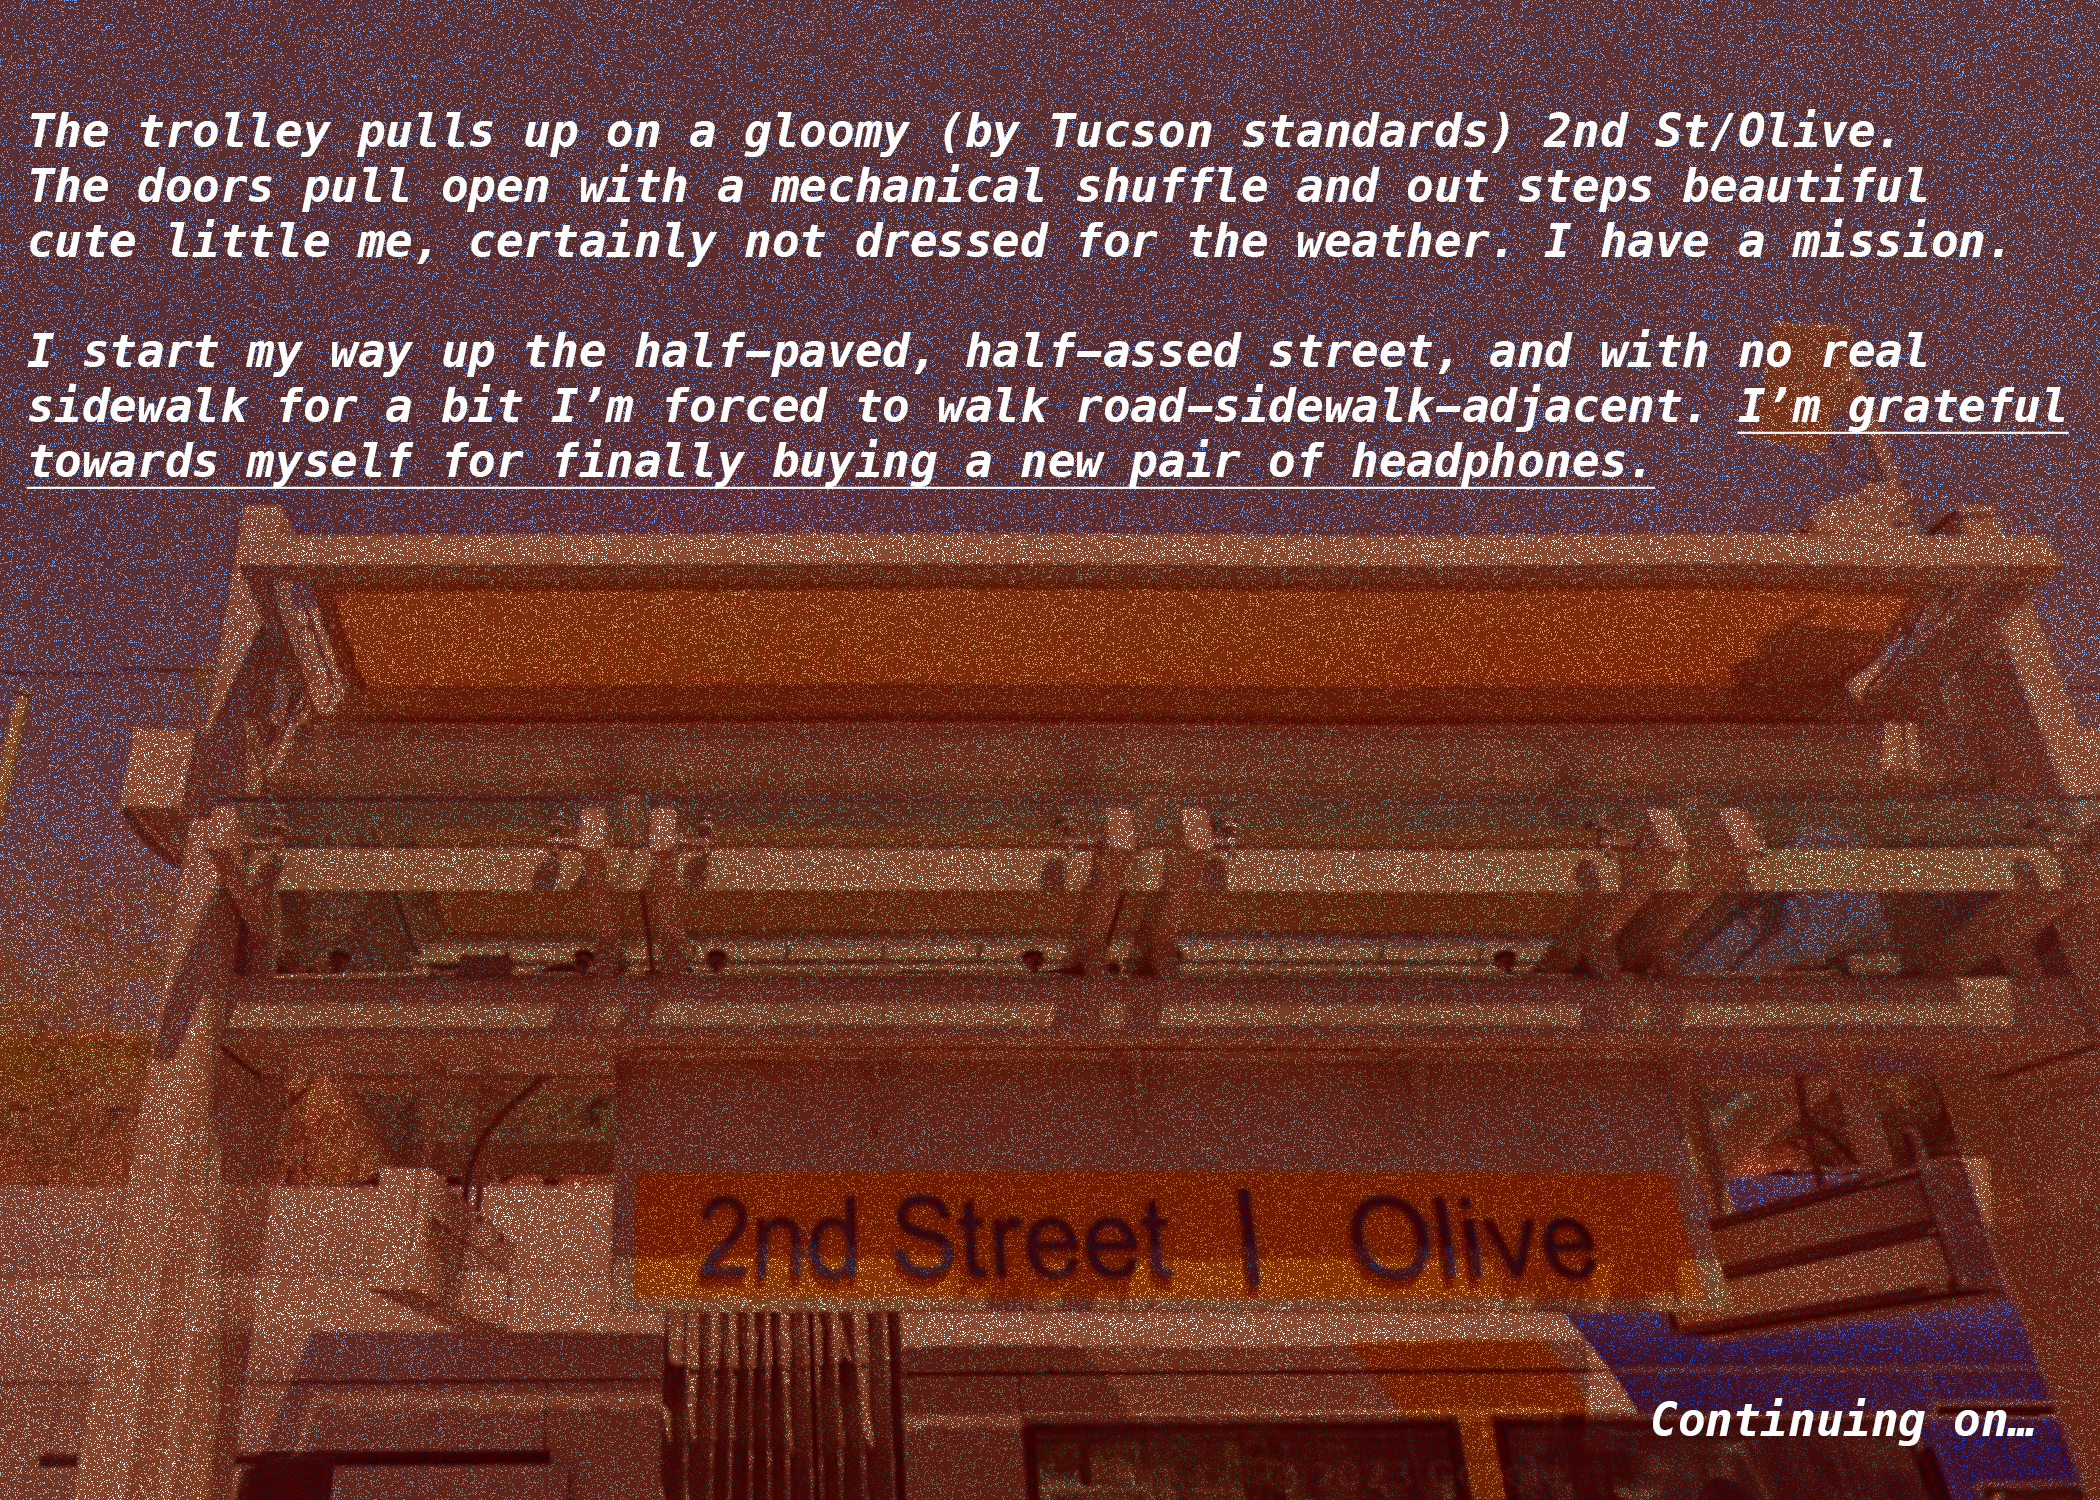 The trolley pulls up on a gloomy (by Tucson standards) 2nd St/Olive.
The doors pull open with a mechanical shuffle and out steps beautiful
cute little me, certainly not dressed for the weather. I have a mission.
I start my way up the half–paved, half–assed street, and with no real
sidewalk for a bit I’m forced to walk road–sidewalk–adjacent. I’m grateful
towards myself for finally buying a new pair of headphones.
2nd Street | Olive
Continuing on…